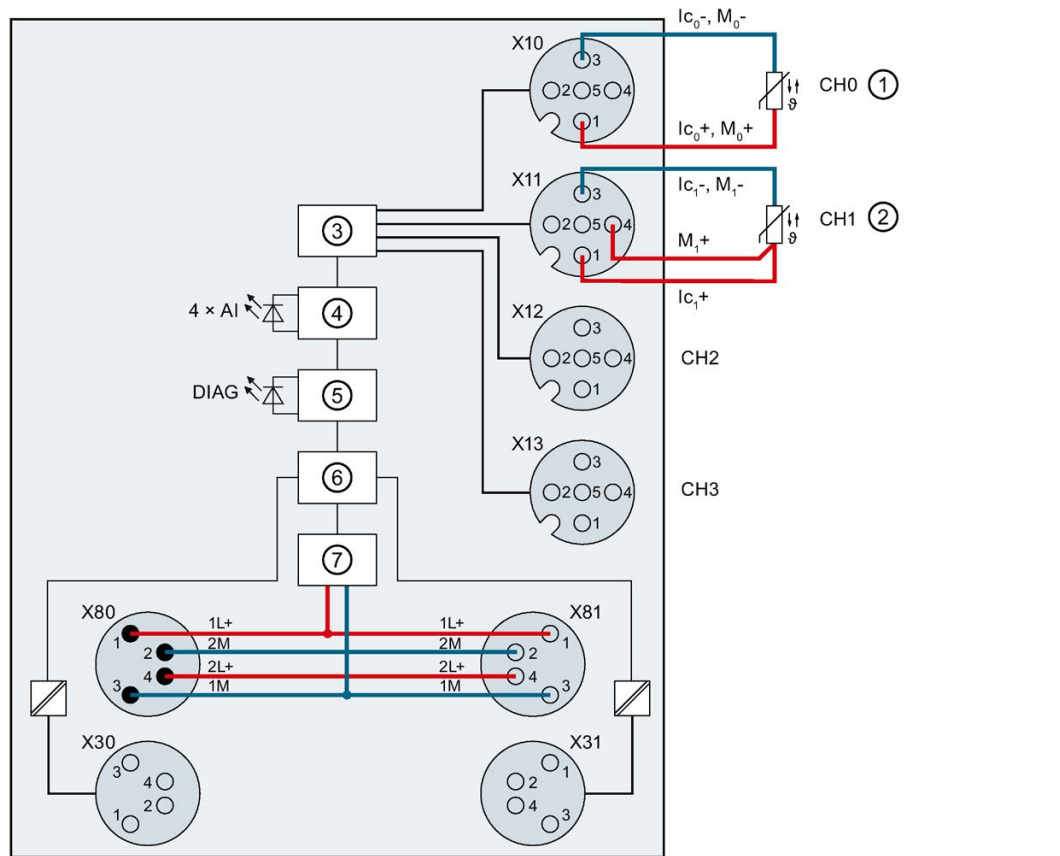 Ic0-, M0-
X10
3
2 5 4
1
CH0 ①
ϑ
Ic0+, M0+
X11
3
2 5 4
1
Ic1-, M1-
M1+
Ic1+
CH1 ②
ϑ
③
4 × AI ④
X12
3
2 5 4
1
CH2
DIAG ⑤
X13
3
2 5 4
1
CH3
⑥
⑦
X80
1
2
4
3
1L+ 1L+
2M 2M
2L+ 2L+
1M 1M
X81
1
2
4
3
X30
3
4
2
1
X31
1
2
4
3